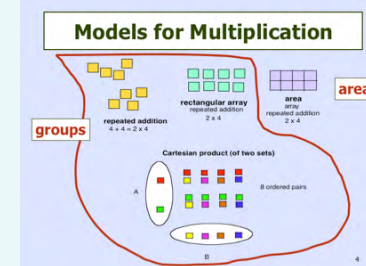 Models for Multiplication
groups
repeated addition
4 + 4 = 2 x 4
rectangular array
repeated addition
2 x 4
area
array
repeated addition
2 x 4
area
Cartesian product (of two sets)
A
8 ordered pairs
B
4